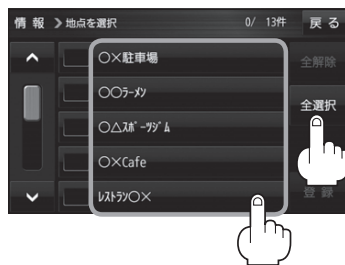 情 報 ❯地点を選択 0/ 13件 戻 る
○×駐車場
全解除
○○ﾗｰﾒﾝ
全選択
○△ｽﾎﾟｰﾂｼﾞﾑ
○×Cafe
ﾚｽﾄﾗﾝ○×
登 録